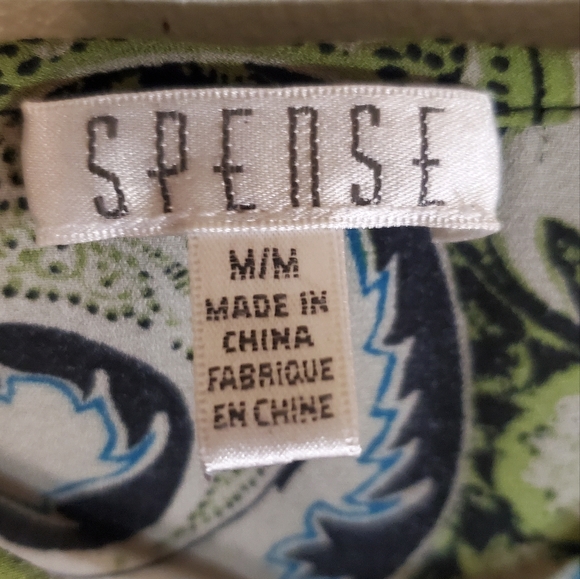 SPENSE
M/M
MADE IN
CHINA
FABRIQUE
EN CHINE